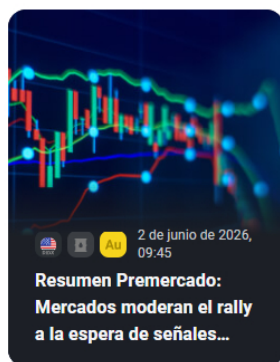 Au
2 de junio de 2026,
09:45
Resumen Premercado:
Mercados moderan el rally
a la espera de señales...